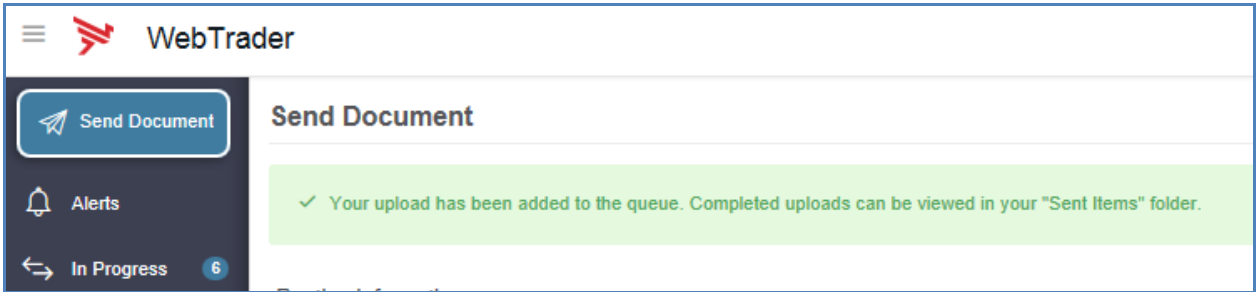 WebTrader
Send Document
Alerts
In Progress 6
Send Document
Your upload has been added to the queue. Completed uploads can be viewed in your "Sent Items" folder.